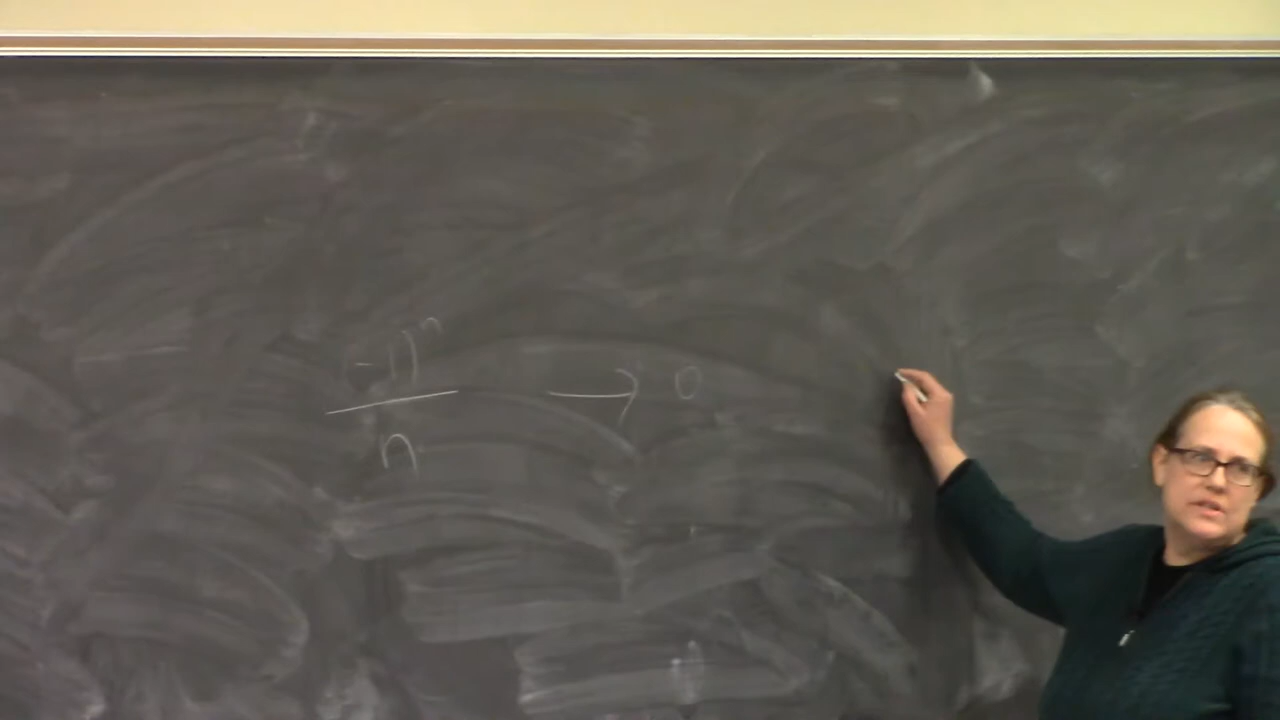 (-1)ⁿ
n → 0